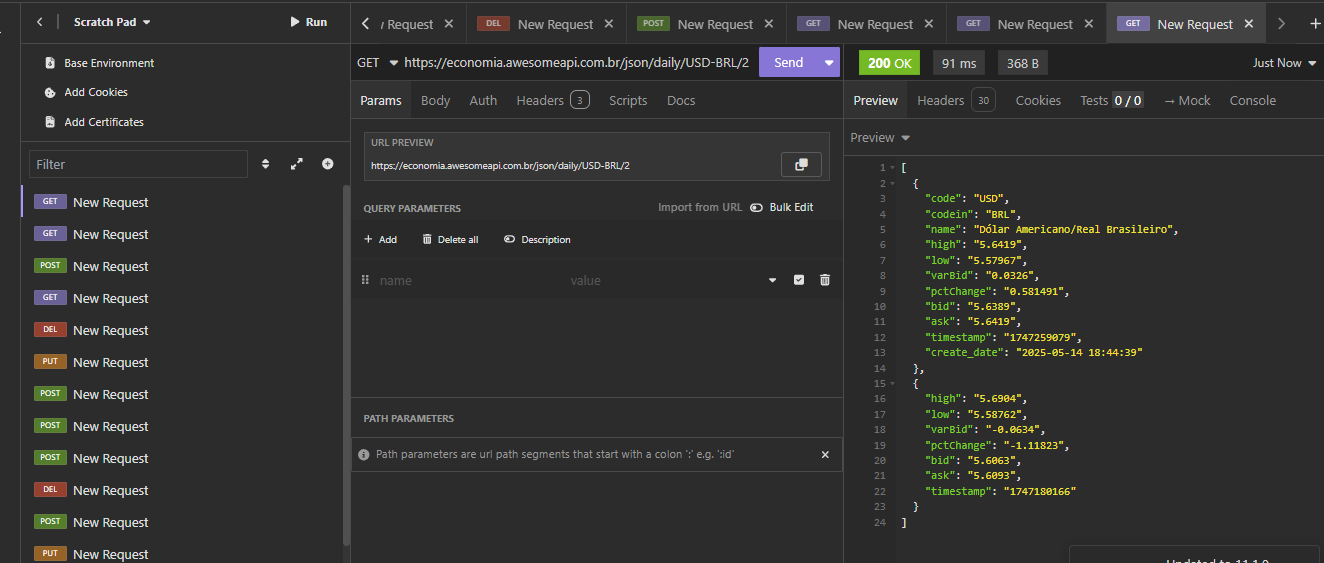 Scratch Pad
Run
Base Environment
Add Cookies
Add Certificates
Filter
GET New Request
GET New Request
POST New Request
GET New Request
DEL New Request
PUT New Request
POST New Request
POST New Request
POST New Request
DEL New Request
POST New Request
PUT New Request
Request
DEL New Request
POST New Request
GET New Request
GET New Request
GET New Request
GET https://economia.awesomeapi.com.br/json/daily/USD-BRL/2 Send
Params Body Auth Headers 3 Scripts Docs
URL PREVIEW
https://economia.awesomeapi.com.br/json/daily/USD-BRL/2
QUERY PARAMETERS Import from URL Bulk Edit
+ Add Delete all Description
name value
PATH PARAMETERS
Path parameters are url path segments that start with a colon ':' e.g. ':id'
200 OK 91 ms 368 B Just Now
Preview Headers 30 Cookies Tests 0 / 0 → Mock Console
Preview
1 [
2 {
3 "code": "USD",
4 "codein": "BRL",
5 "name": "Dólar Americano/Real Brasileiro",
6 "high": "5.6419",
7 "low": "5.57967",
8 "varBid": "0.0326",
9 "pctChange": "0.581491",
10 "bid": "5.6389",
11 "ask": "5.6419",
12 "timestamp": "1747259079",
13 "create_date": "2025-05-14 18:44:39"
14 },
15 {
16 "high": "5.6904",
17 "low": "5.58762",
18 "varBid": "-0.0634",
19 "pctChange": "-1.11823",
20 "bid": "5.6063",
21 "ask": "5.6093",
22 "timestamp": "1747180166"
23 }
24 ]